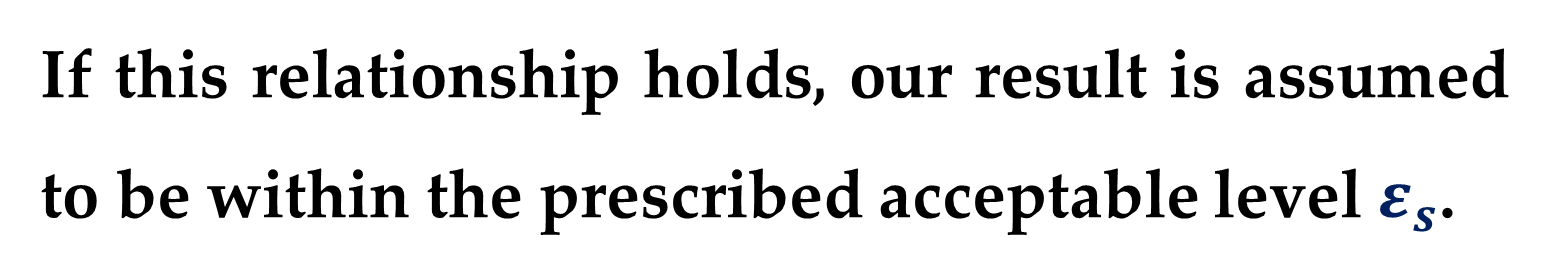 If this relationship holds, our result is assumed
to be within the prescribed acceptable level εₛ.